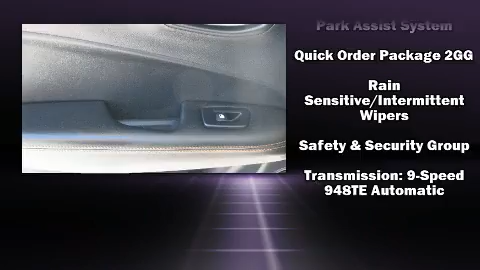 Park Assist System
Quick Order Package 2GG
Rain
Sensitive/Intermittent
Wipers
Safety & Security Group
Transmission: 9-Speed
948TE Automatic